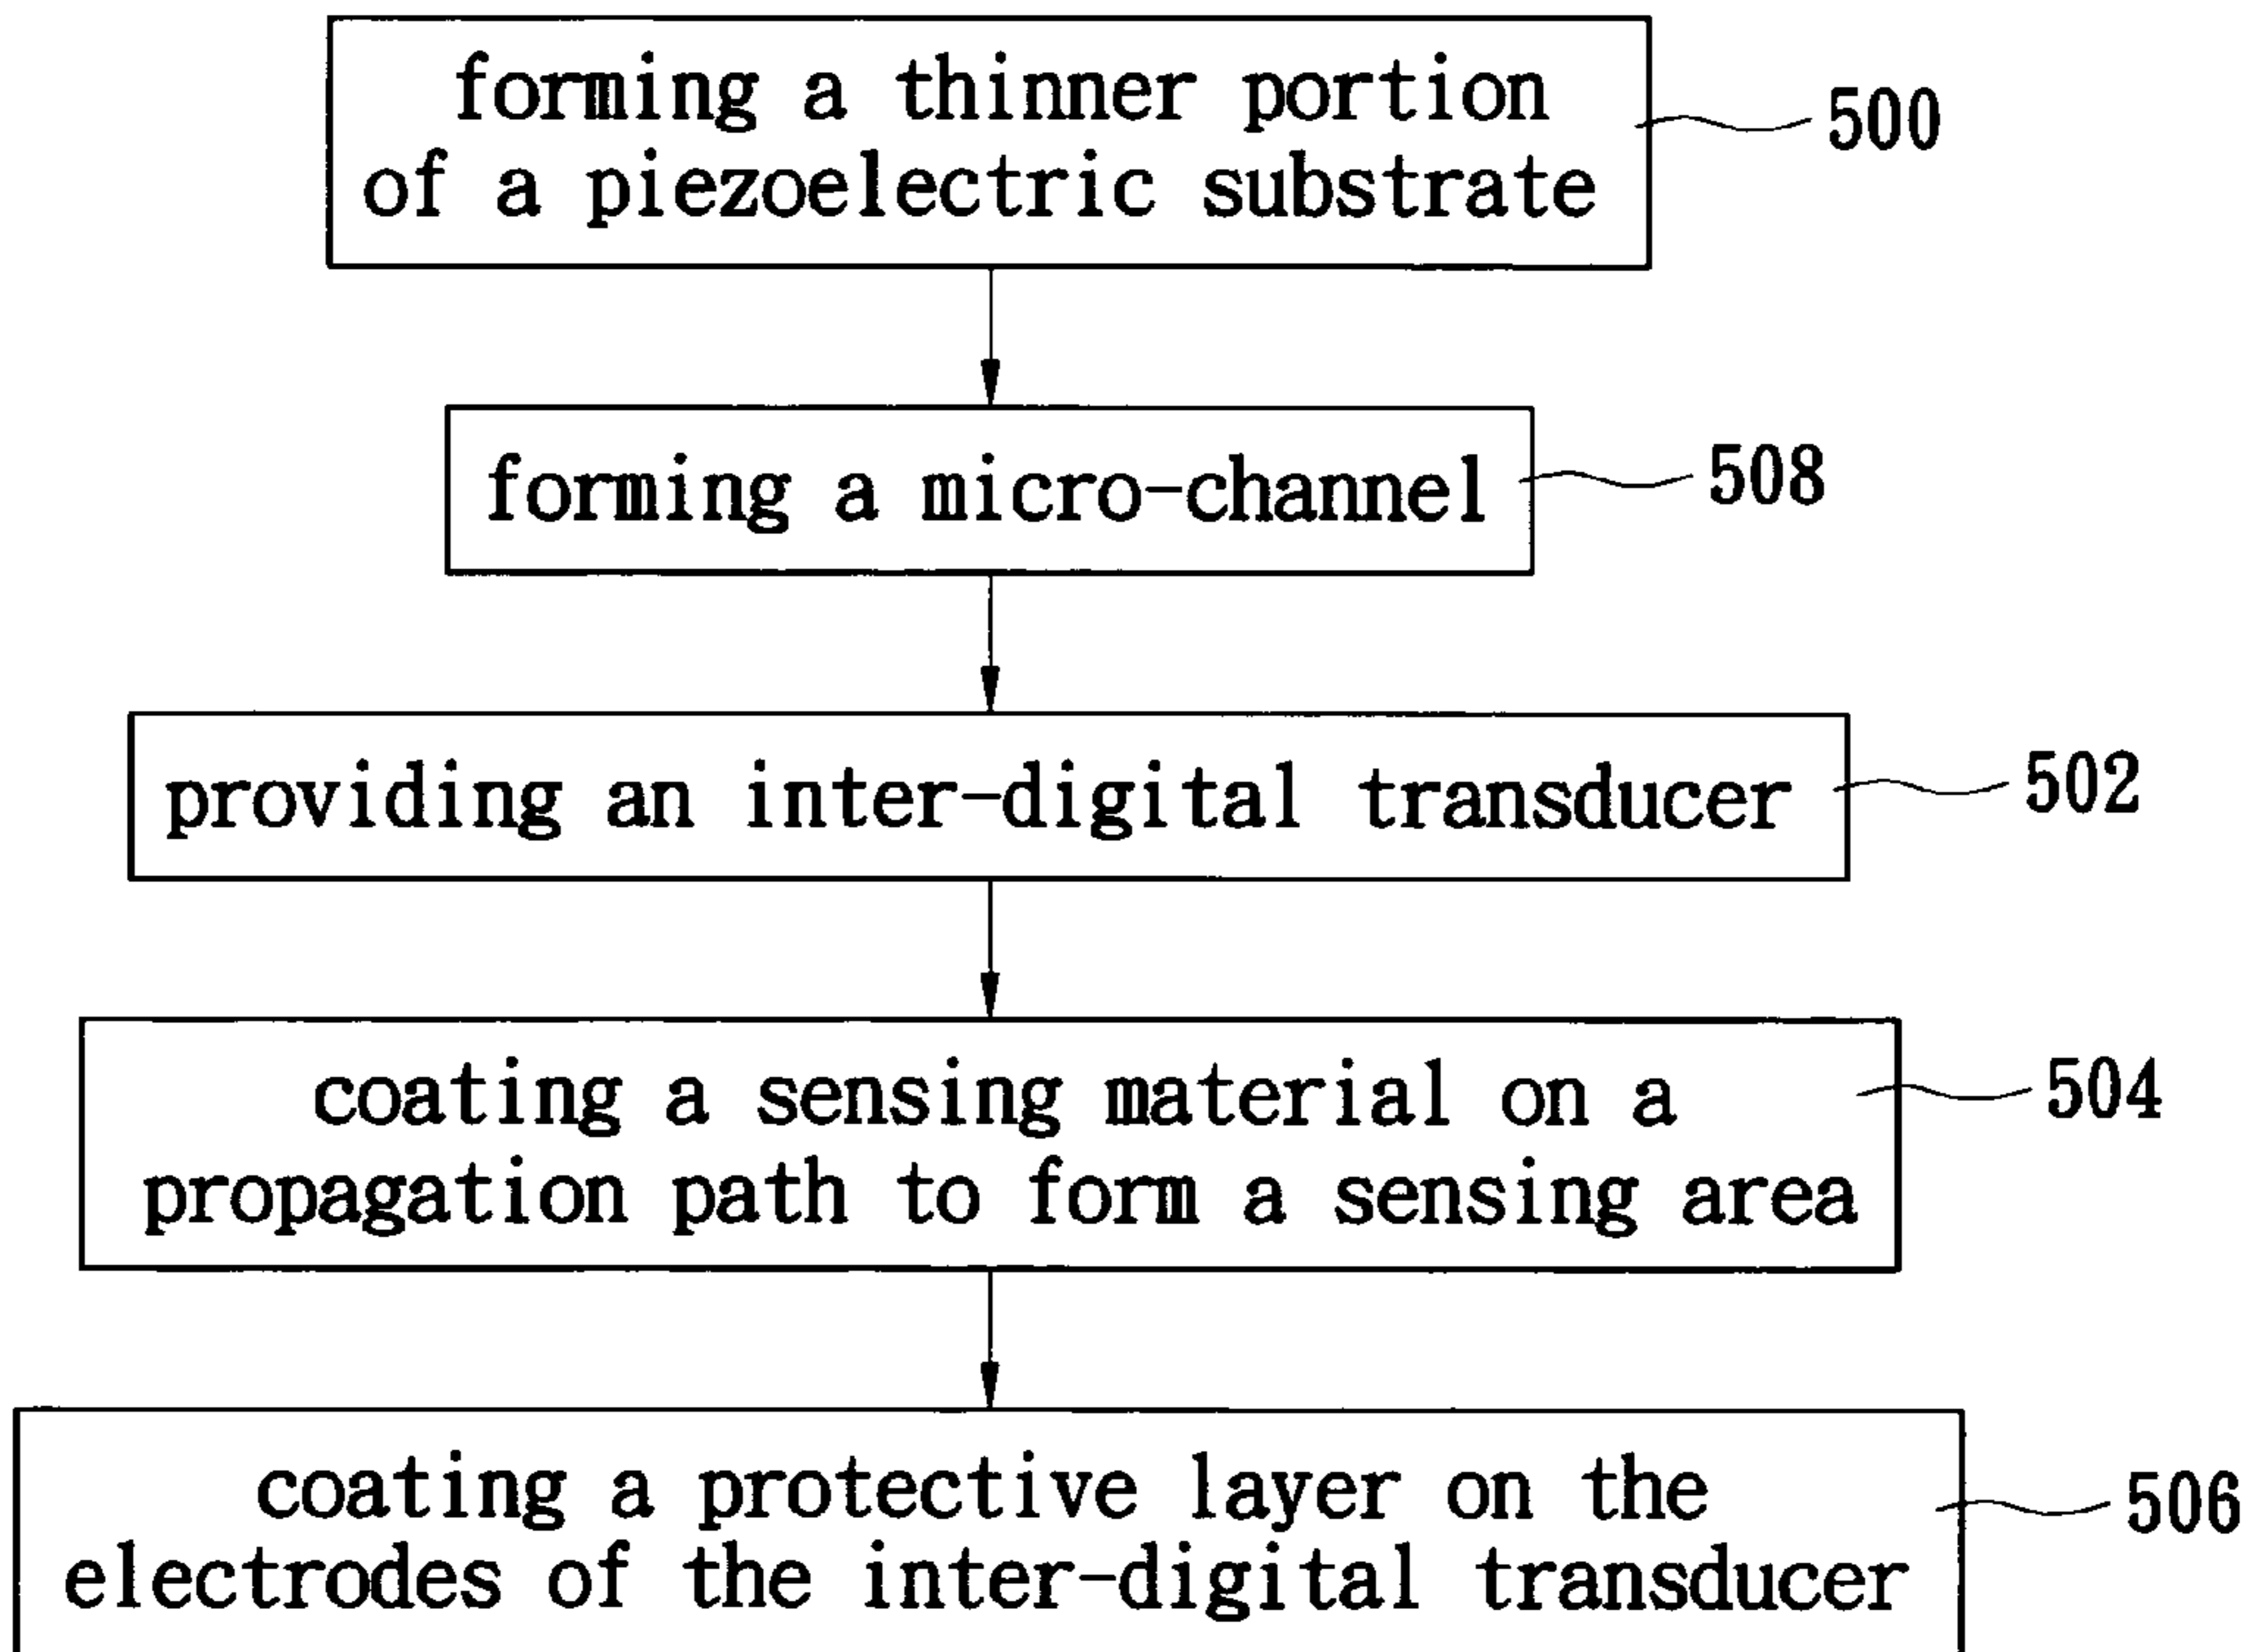 forming a thinner portion
of a piezoelectric substrate
500
forming a micro-channel
508
providing an inter-digital transducer
502
coating a sensing material on a
propagation path to form a sensing area
504
coating a protective layer on the
electrodes of the inter-digital transducer
506